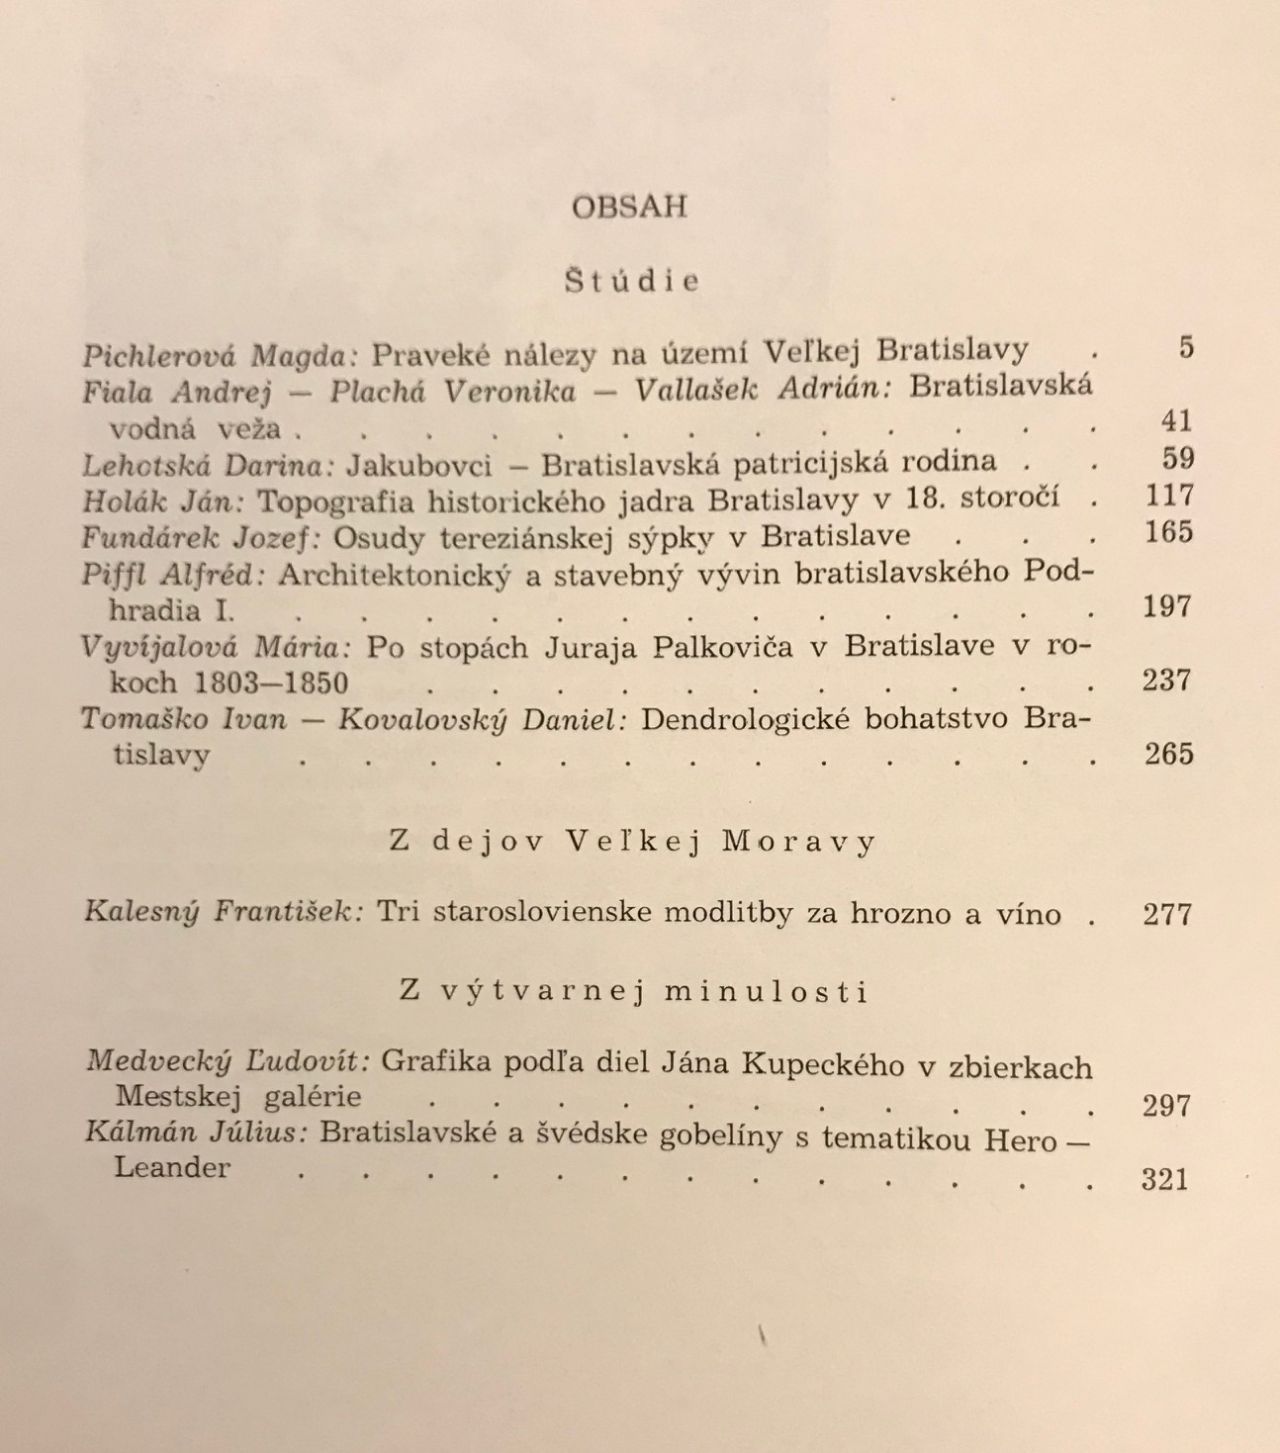 OBSAH
Štúdie
Pichlerová Magda: Praveké nálezy na území Veľkej Bratislavy . 5
Fiala Andrej — Plachá Veronika — Vallašek Adrián: Bratislavská
vodná veža . . . . . . . . . . . . . 41
Lehotská Darina: Jakubovci — Bratislavská patricijská rodina . . 59
Holák Ján: Topografia historického jadra Bratislavy v 18. storočí . 117
Fundárek Jozef: Osudy tereziánskej sýpky v Bratislave . . . 165
Piffl Alfréd: Architektonický a stavebný vývin bratislavského Pod-
hradia I. . . . . . . . . . . . . . 197
Vyvíjalová Mária: Po stopách Juraja Palkoviča v Bratislave v ro-
koch 1803—1850 . . . . . . . . . . . 237
Tomaško Ivan — Kovalovský Daniel: Dendrologické bohatstvo Bra-
tislavy . . . . . . . . . . . . . 265
Z dejov Veľkej Moravy
Kalesný František: Tri staroslovienske modlitby za hrozno a víno . 277
Z výtvarnej minulosti
Medvecký Ľudovít: Grafika podľa diel Jána Kupeckého v zbierkach
Mestskej galérie . . . . . . . . . . . 297
Kálmán Július: Bratislavské a švédske gobelíny s tematikou Hero —
Leander . . . . . . . . . . . . . 321